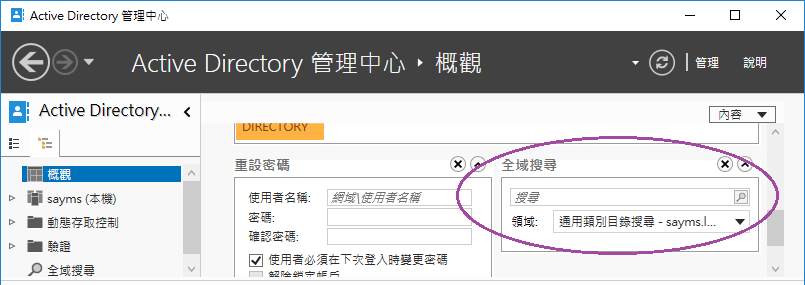 Active Directory 管理中心
Active Directory 管理中心 ‧ 概觀
管理 說明
Active Directory...
內容
概觀
sayms (本機)
動態存取控制
驗證
全域搜尋
DIRECTORY
重設密碼
使用者名稱: 網域\使用者名稱
密碼:
確認密碼:
使用者必須在下次登入時變更密碼
解除鎖定帳戶
全域搜尋
搜尋
領域: 通用類別目錄搜尋 - sayms.l...